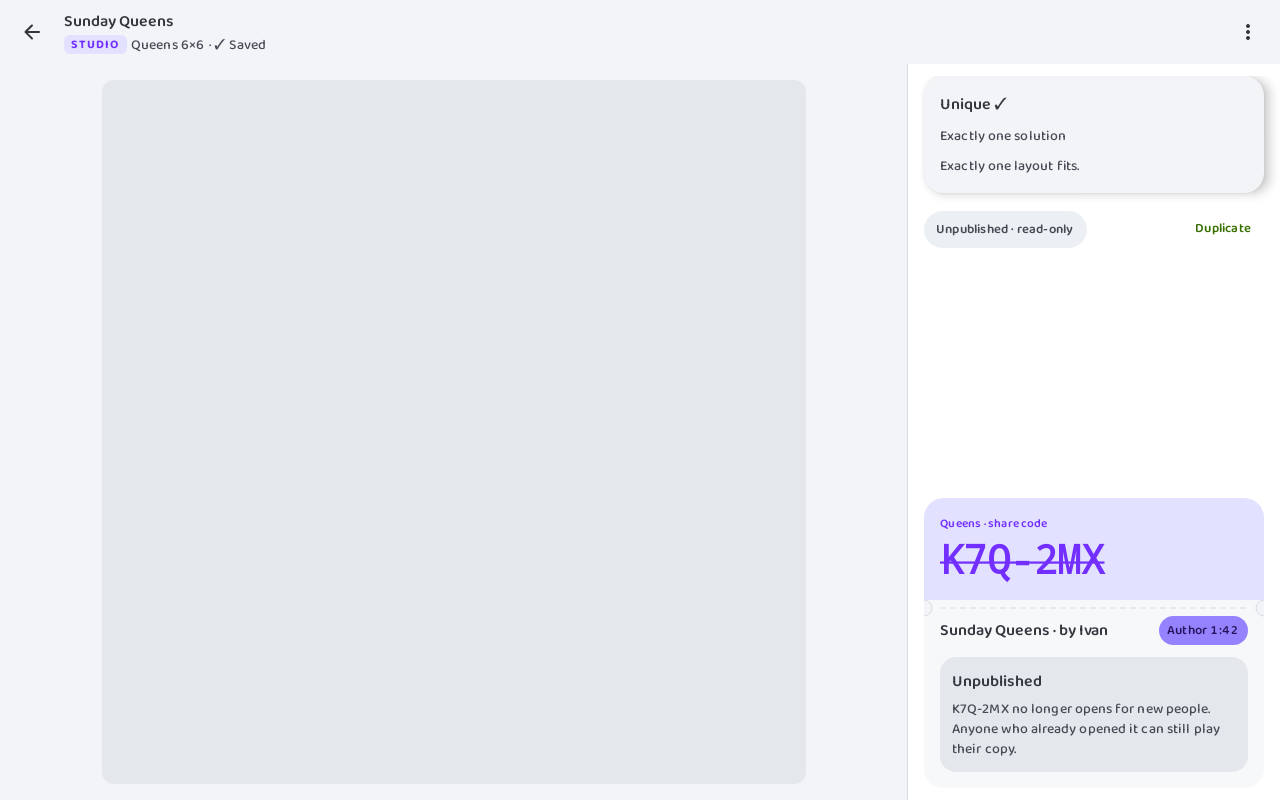 Sunday Queens
STUDIO Queens 6×6 · ✓ Saved
Unique ✓
Exactly one solution
Exactly one layout fits.
Unpublished · read-only
Duplicate
Queens · share code
K7Q-2MX
Sunday Queens · by Ivan
Author 1:42
Unpublished
K7Q-2MX no longer opens for new people.
Anyone who already opened it can still play
their copy.